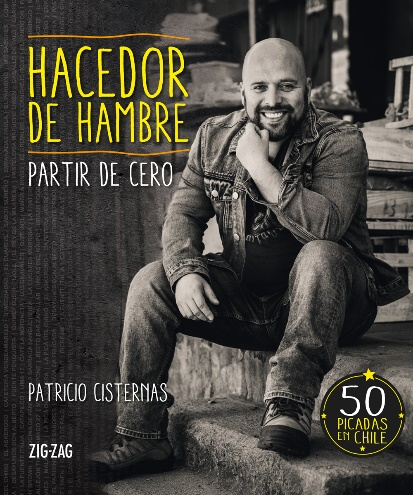 HACEDOR
DE HAMBRE
PARTIR DE CERO
PATRICIO CISTERNAS
50
PICADAS
EN CHILE
ZIG-ZAG